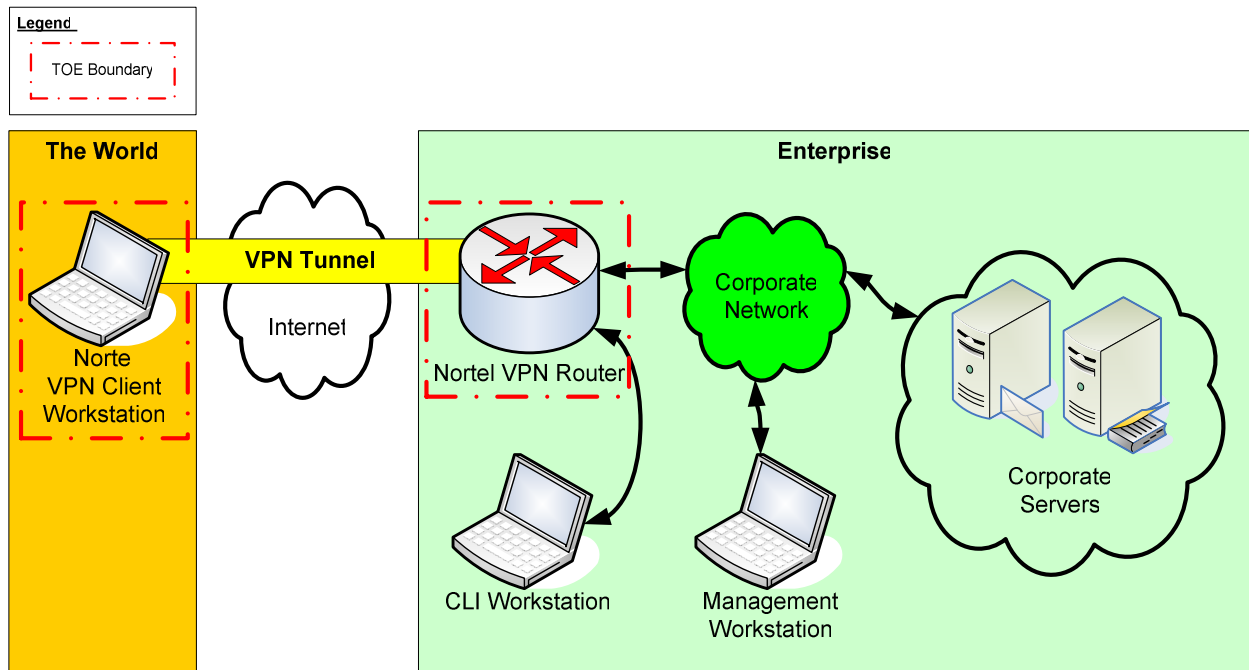 Legend
TOE Boundary
The World
Enterprise
VPN Tunnel
Internet
Norte
VPN Client
Workstation
Nortel VPN Router
Corporate
Network
Corporate
Servers
CLI Workstation
Management
Workstation